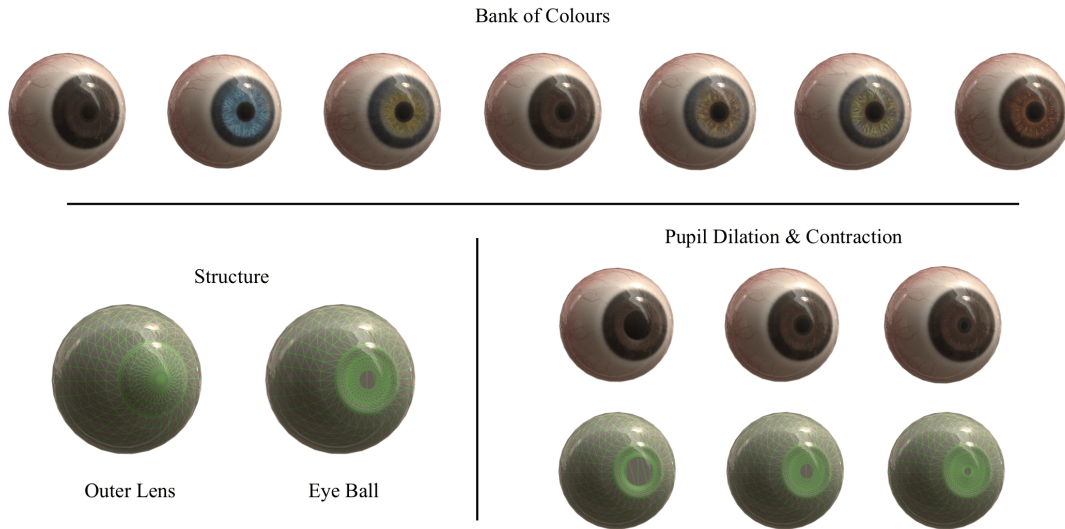 Bank of Colours
Pupil Dilation & Contraction
Structure
Outer Lens
Eye Ball